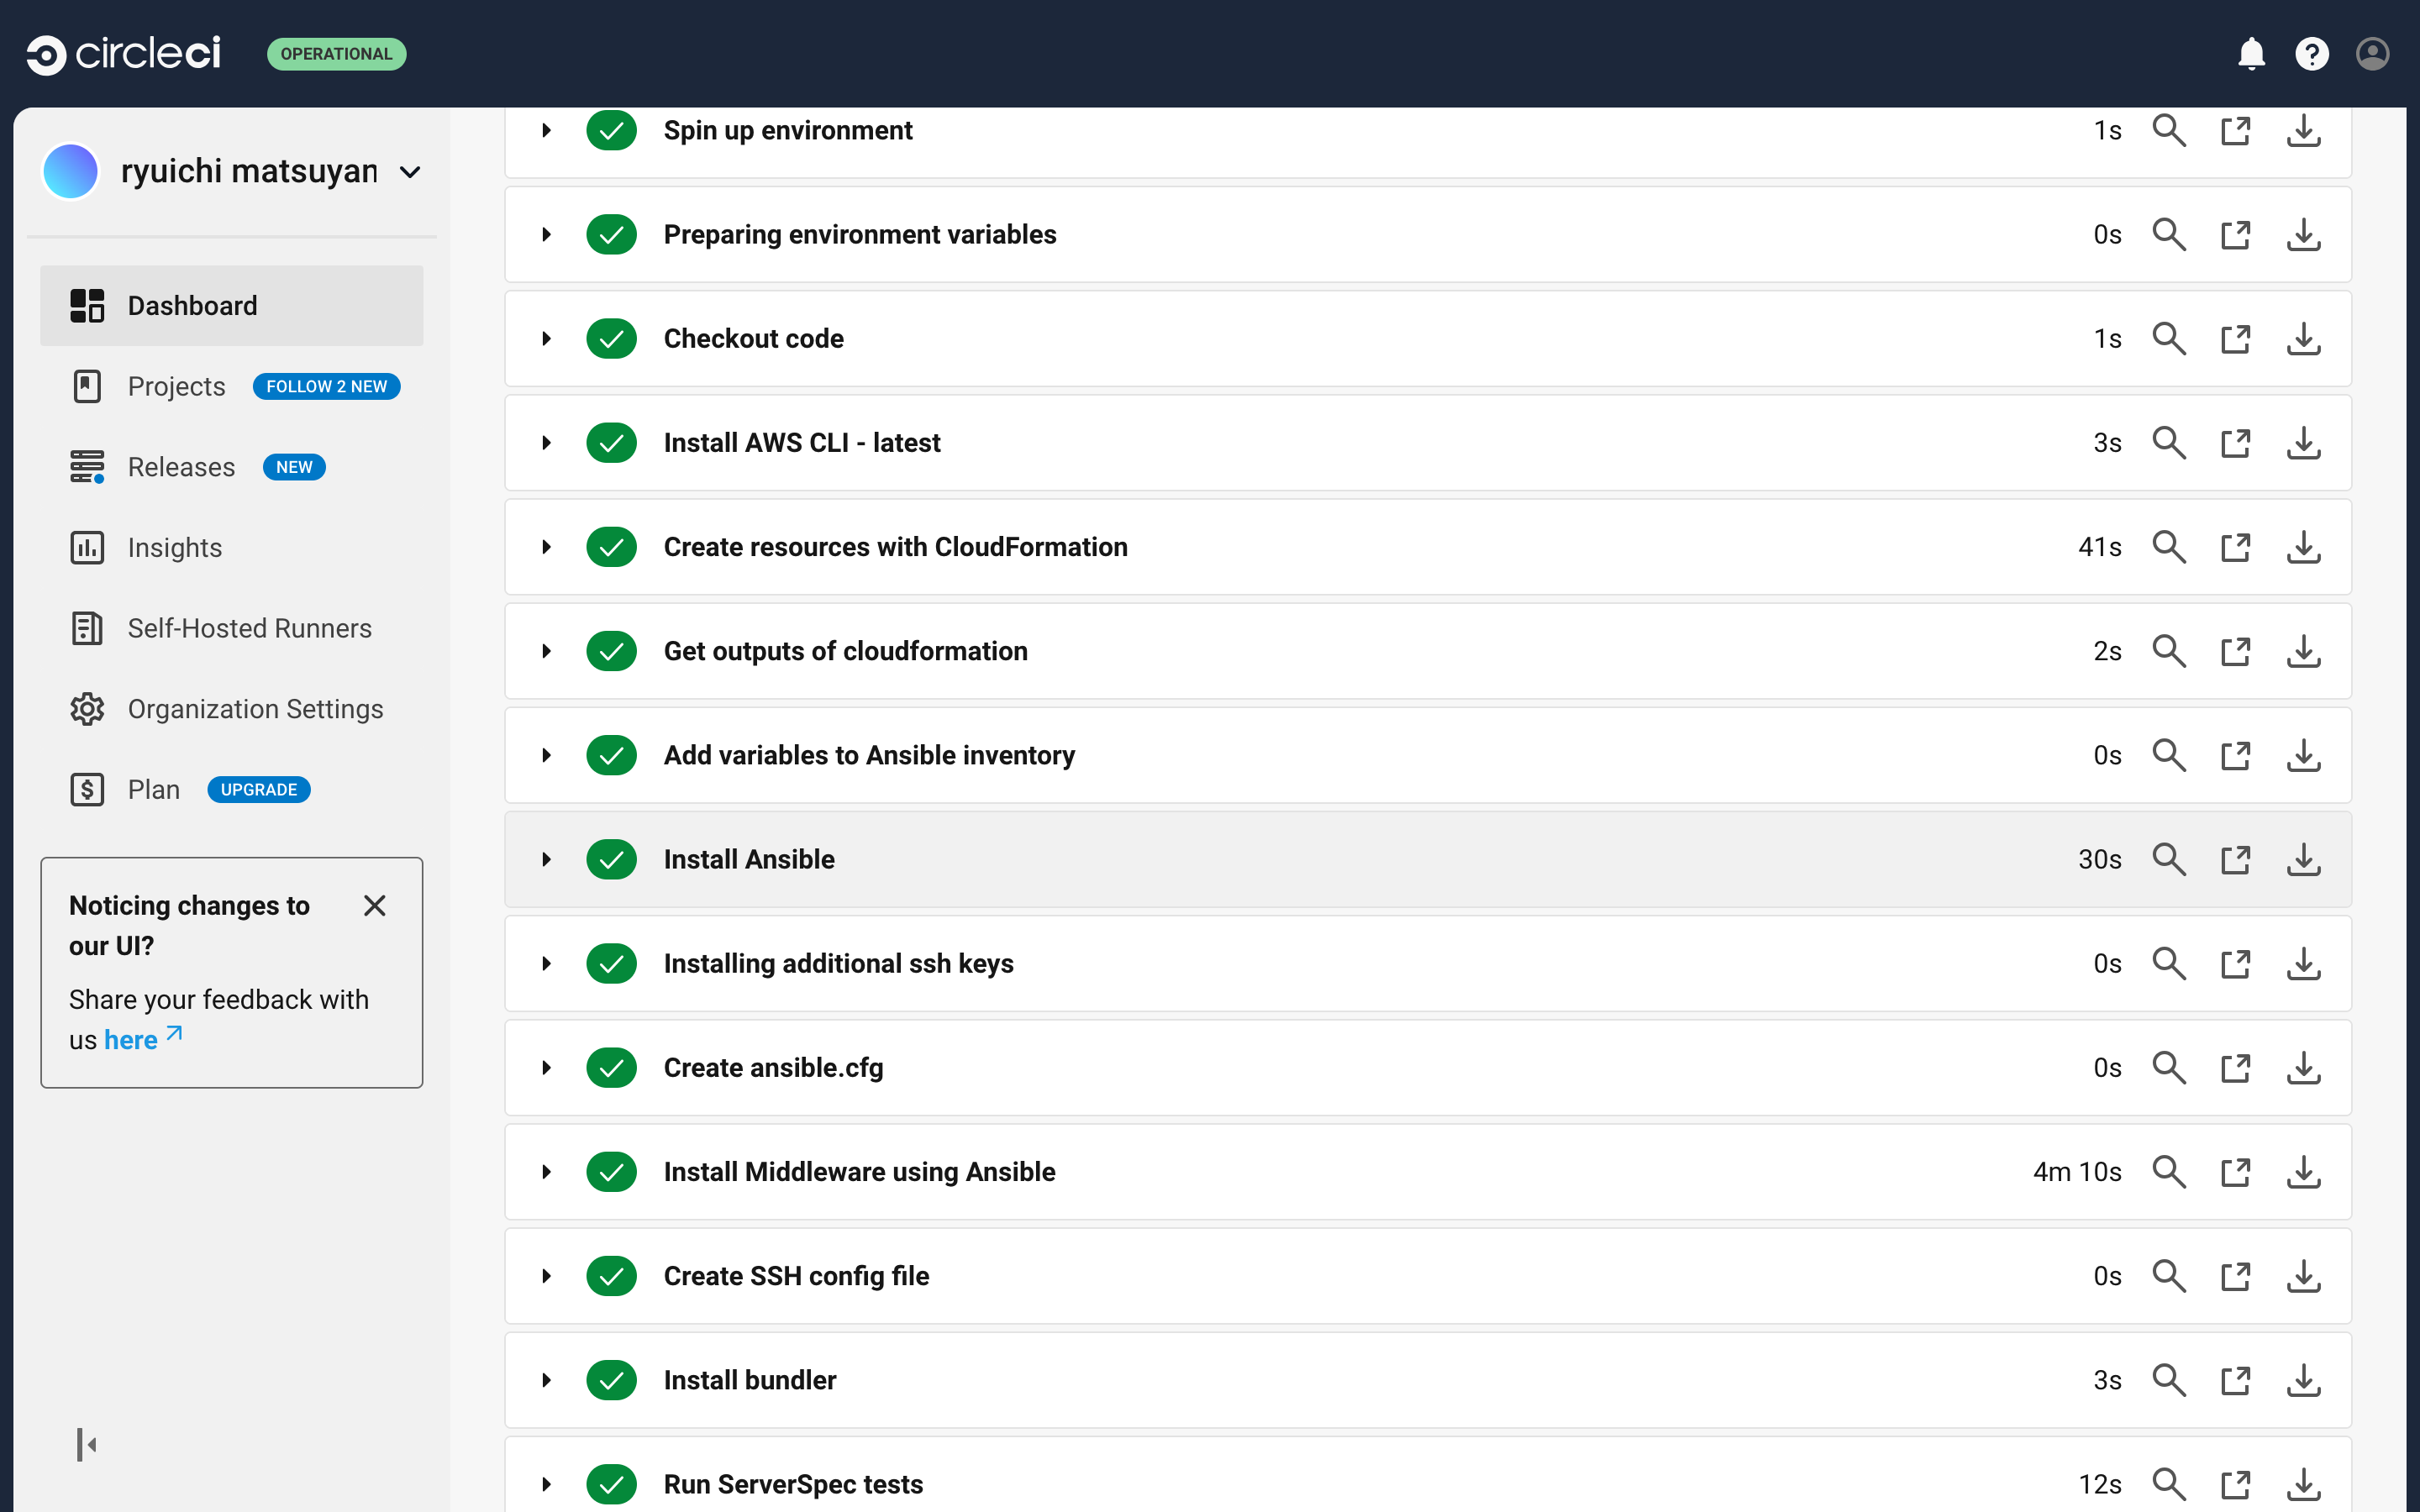 circleci OPERATIONAL
ryuichi matsuyan
Dashboard
Projects FOLLOW 2 NEW
Releases NEW
Insights
Self-Hosted Runners
Organization Settings
Plan UPGRADE
Noticing changes to
our UI?
Share your feedback with
us here
Spin up environment 1s
Preparing environment variables 0s
Checkout code 1s
Install AWS CLI - latest 3s
Create resources with CloudFormation 41s
Get outputs of cloudformation 2s
Add variables to Ansible inventory 0s
Install Ansible 30s
Installing additional ssh keys 0s
Create ansible.cfg 0s
Install Middleware using Ansible 4m 10s
Create SSH config file 0s
Install bundler 3s
Run ServerSpec tests 12s